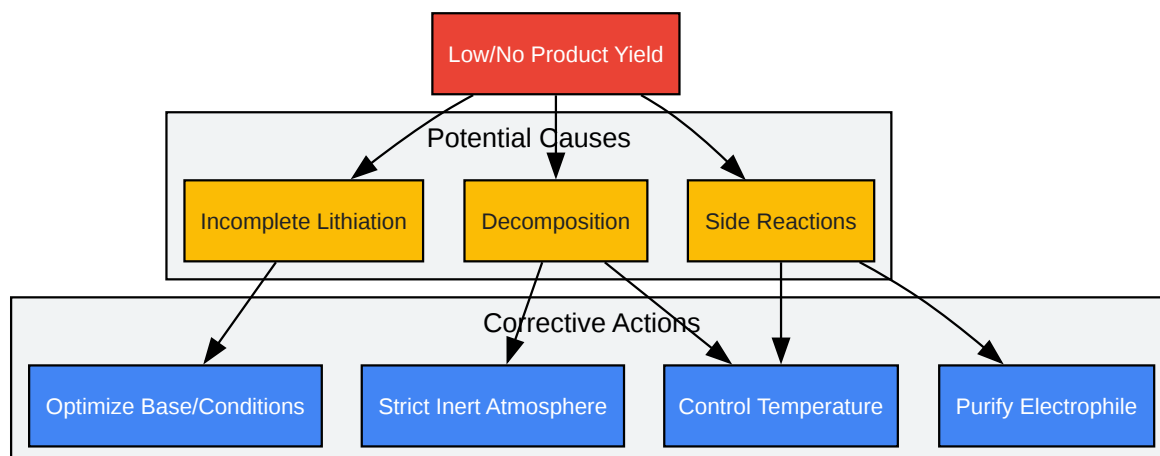 Low/No Product Yield
Potential Causes
Incomplete Lithiation
Decomposition
Side Reactions
Corrective Actions
Optimize Base/Conditions
Strict Inert Atmosphere
Control Temperature
Purify Electrophile